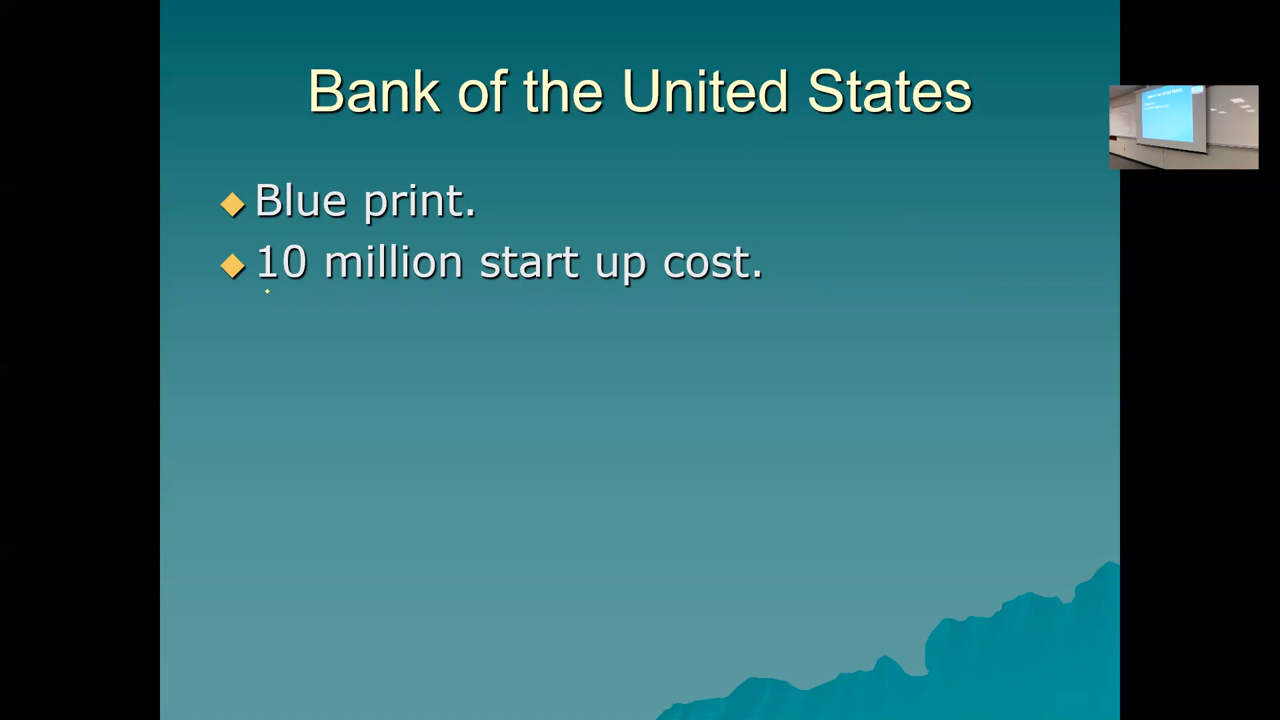 Bank of the United States
Blue print.
10 million start up cost.